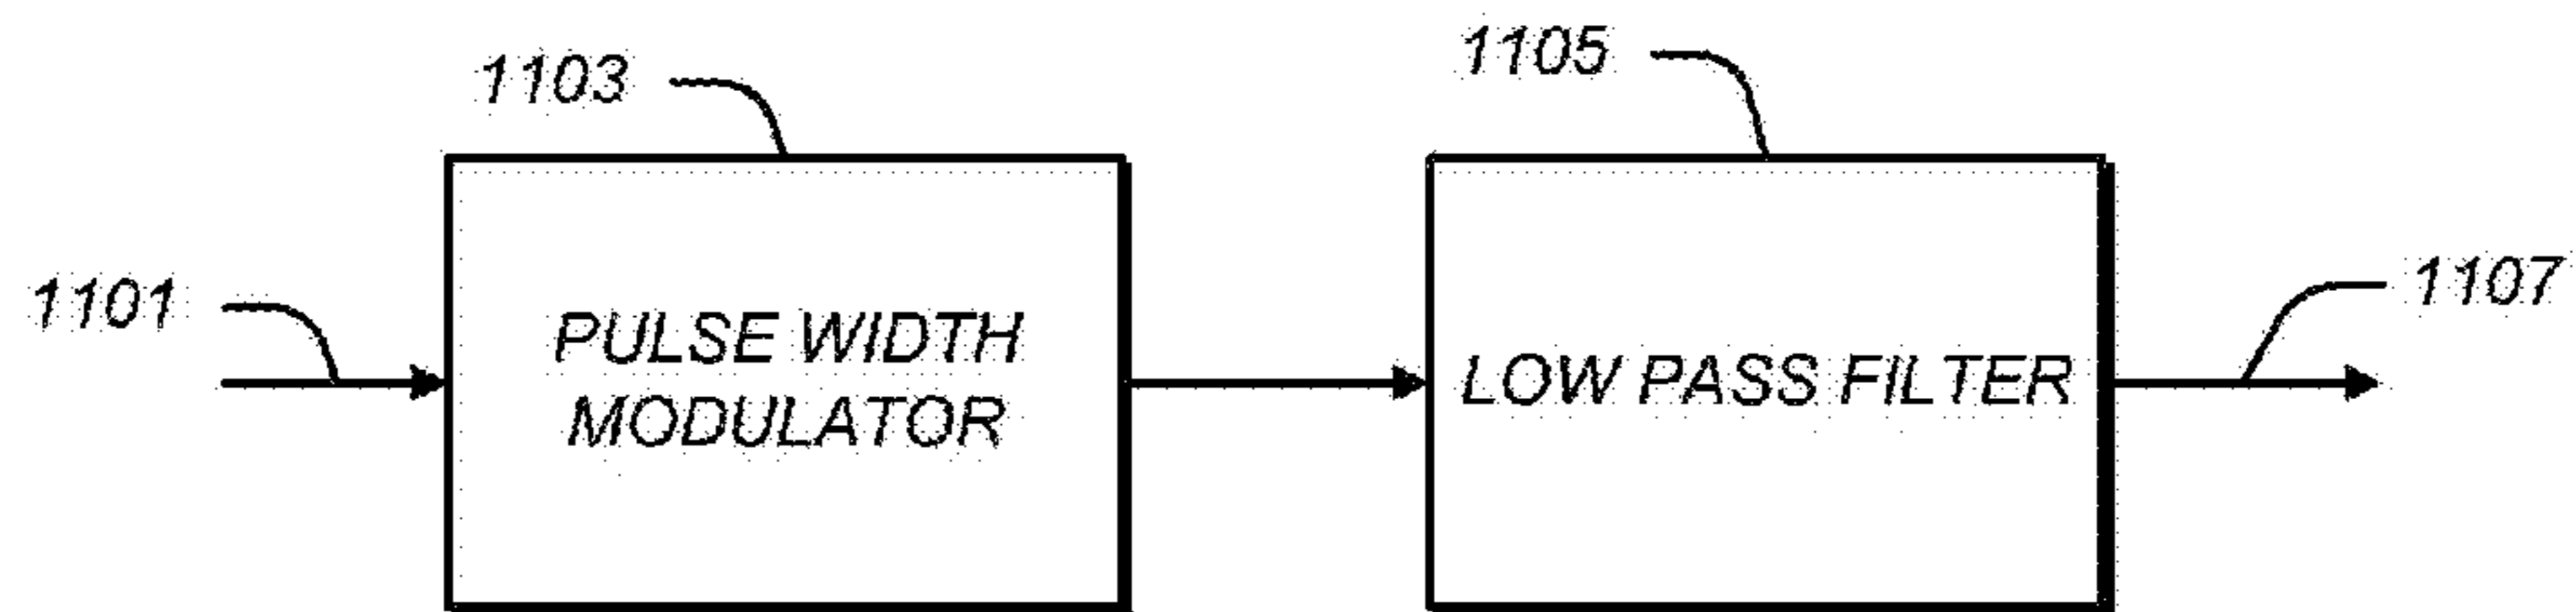 1103
1105
1101
PULSE WIDTH
MODULATOR
LOW PASS FILTER
1107